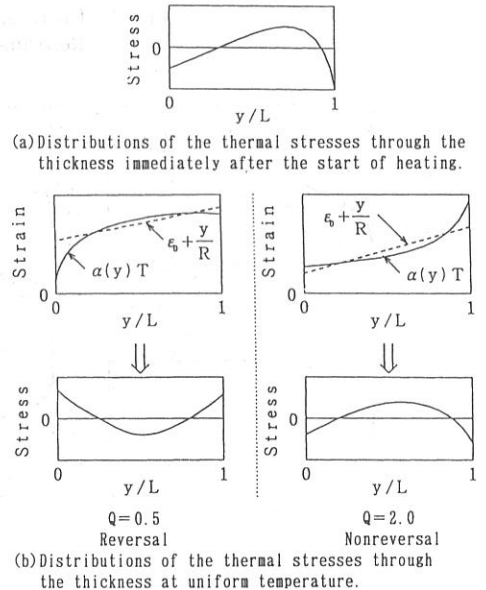 Stress
0
0
1
y/L
(a)Distributions of the thermal stresses through the
thickness immediately after the start of heating.
Strain
ε₀+y/R
α(y)T
0
0
1
y/L
Strain
ε₀+y/R
α(y)T
0
0
1
y/L
Stress
0
0
1
y/L
Stress
0
0
1
y/L
Q=0.5
Reversal
Q=2.0
Nonreversal
(b)Distributions of the thermal stresses through
the thickness at uniform temperature.